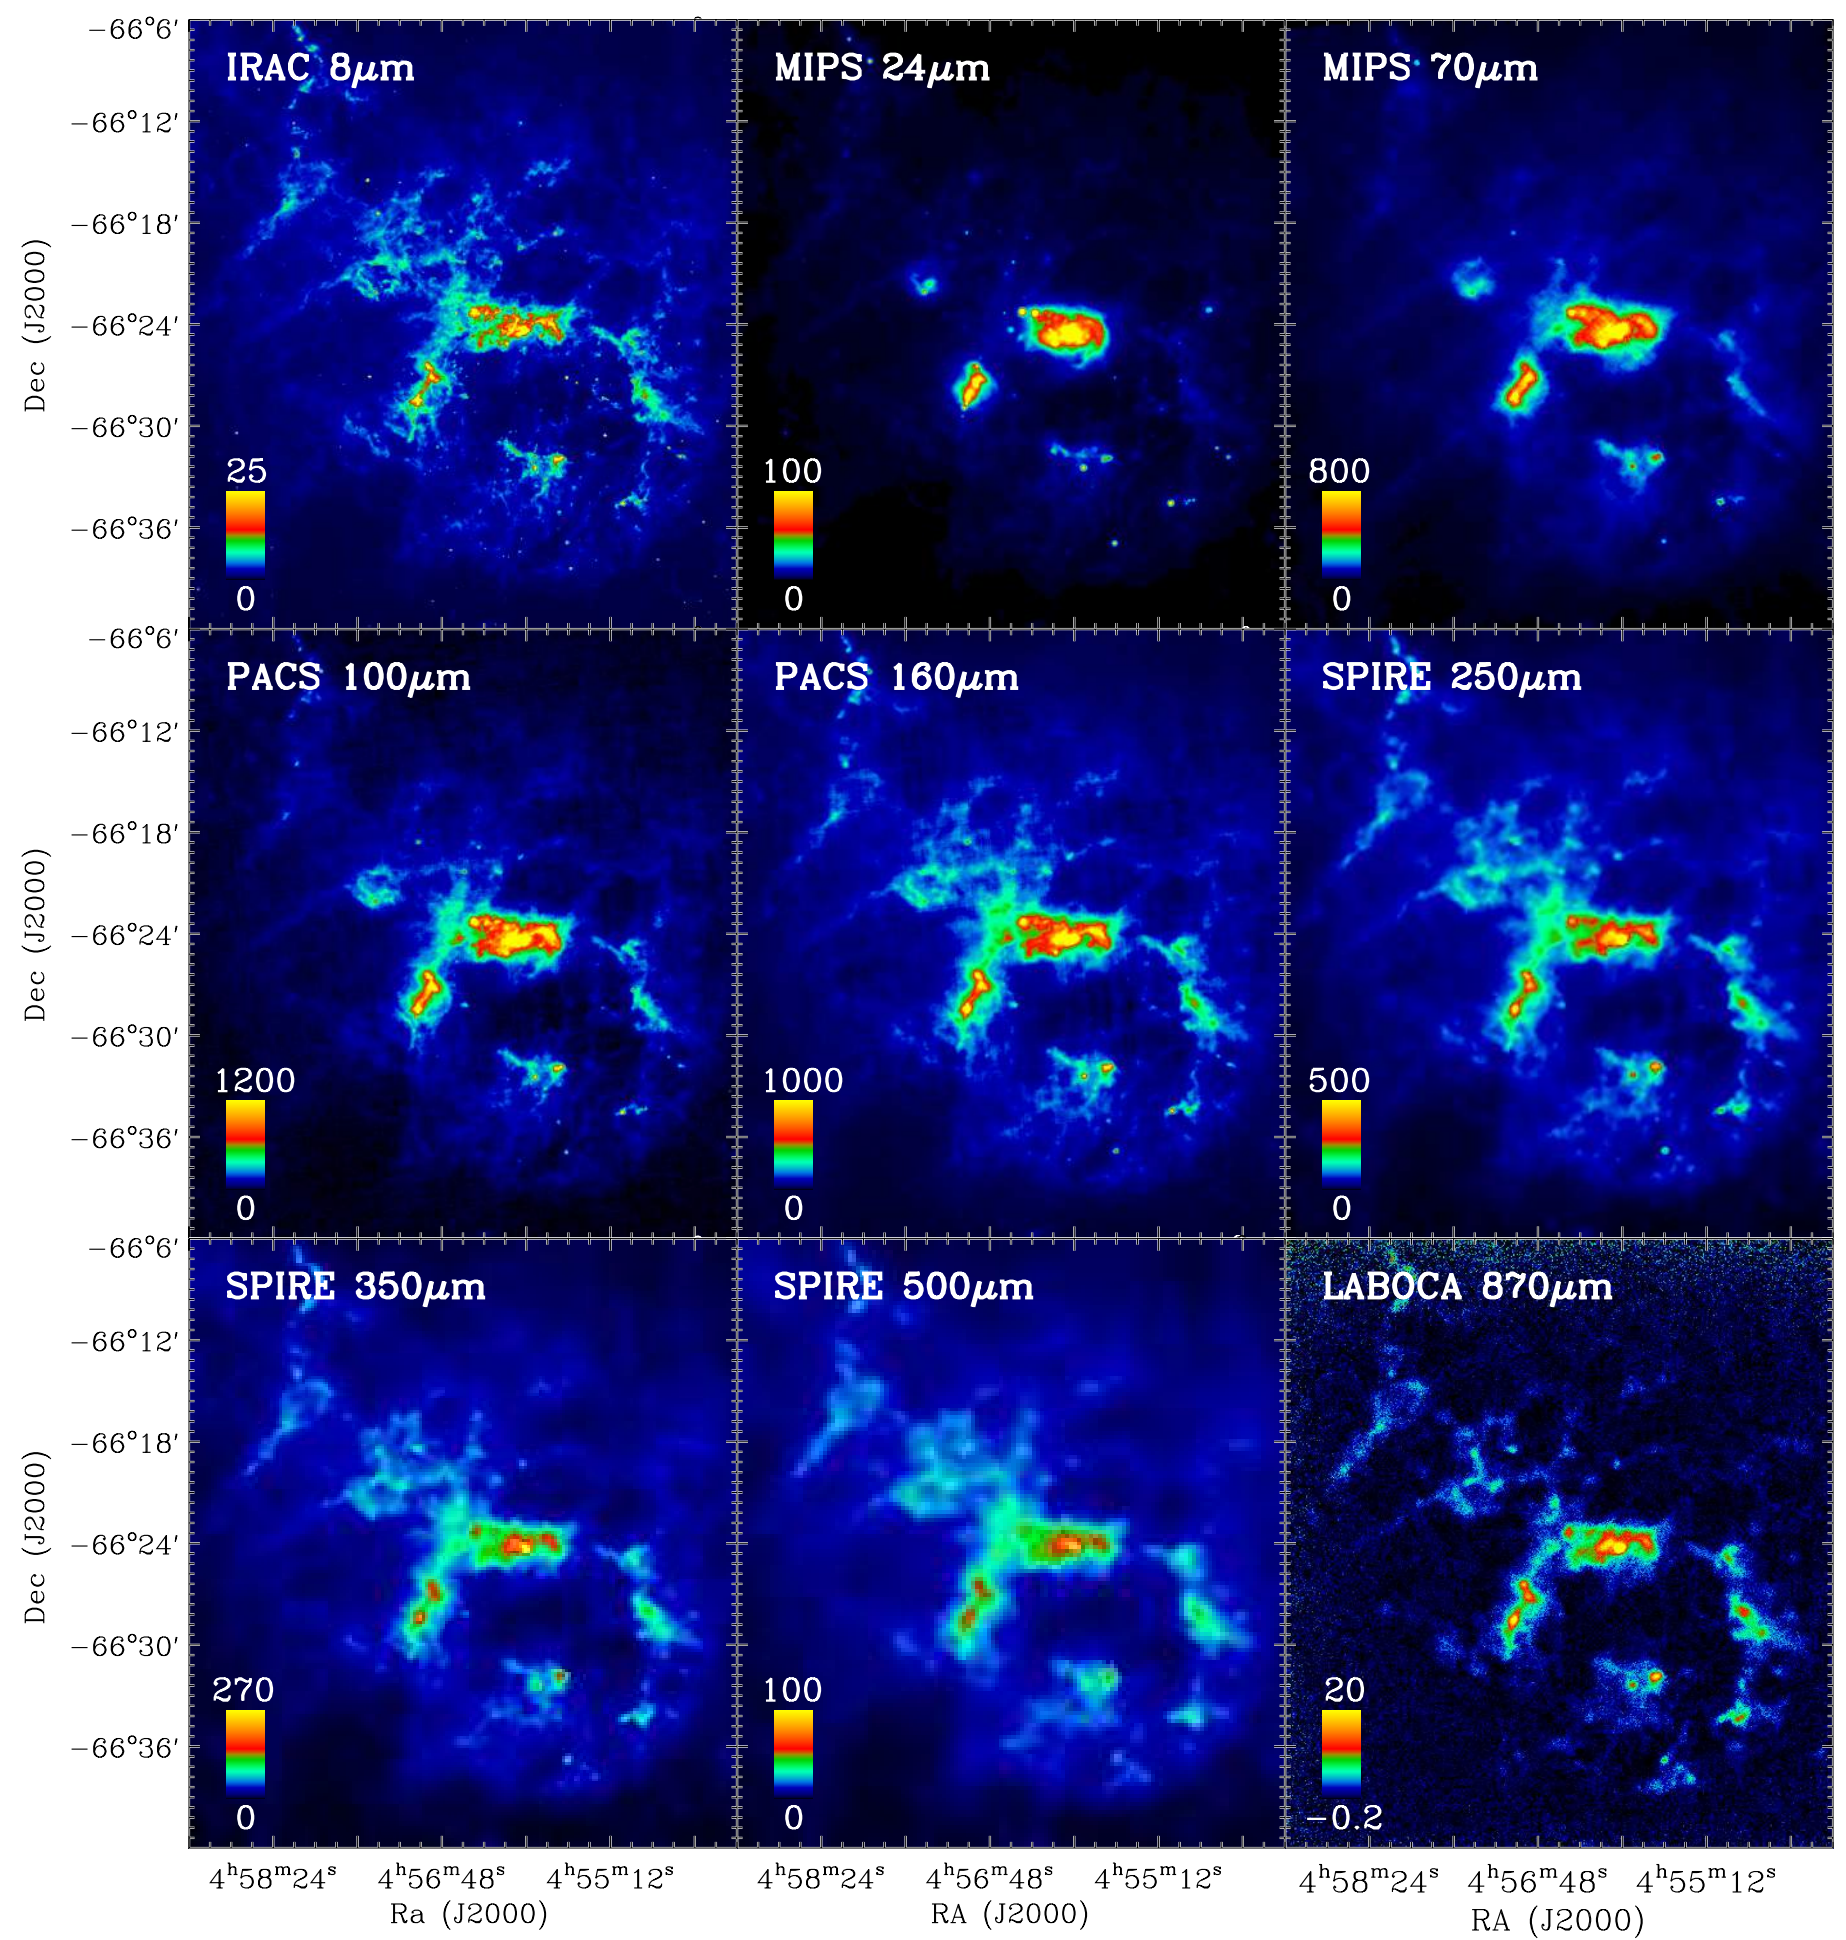 IRAC 8μm
MIPS 24μm
MIPS 70μm
−66°6′
−66°12′
−66°18′
−66°24′
−66°30′
−66°36′
Dec (J2000)
25
0
100
0
800
0
PACS 100μm
PACS 160μm
SPIRE 250μm
−66°6′
−66°12′
−66°18′
−66°24′
−66°30′
−66°36′
Dec (J2000)
1200
0
1000
0
500
0
SPIRE 350μm
SPIRE 500μm
LABOCA 870μm
−66°6′
−66°12′
−66°18′
−66°24′
−66°30′
−66°36′
Dec (J2000)
270
0
100
0
20
−0.2
4ʰ58ᵐ24ˢ 4ʰ56ᵐ48ˢ 4ʰ55ᵐ12ˢ
Ra (J2000)
4ʰ58ᵐ24ˢ 4ʰ56ᵐ48ˢ 4ʰ55ᵐ12ˢ
RA (J2000)
4ʰ58ᵐ24ˢ 4ʰ56ᵐ48ˢ 4ʰ55ᵐ12ˢ
RA (J2000)